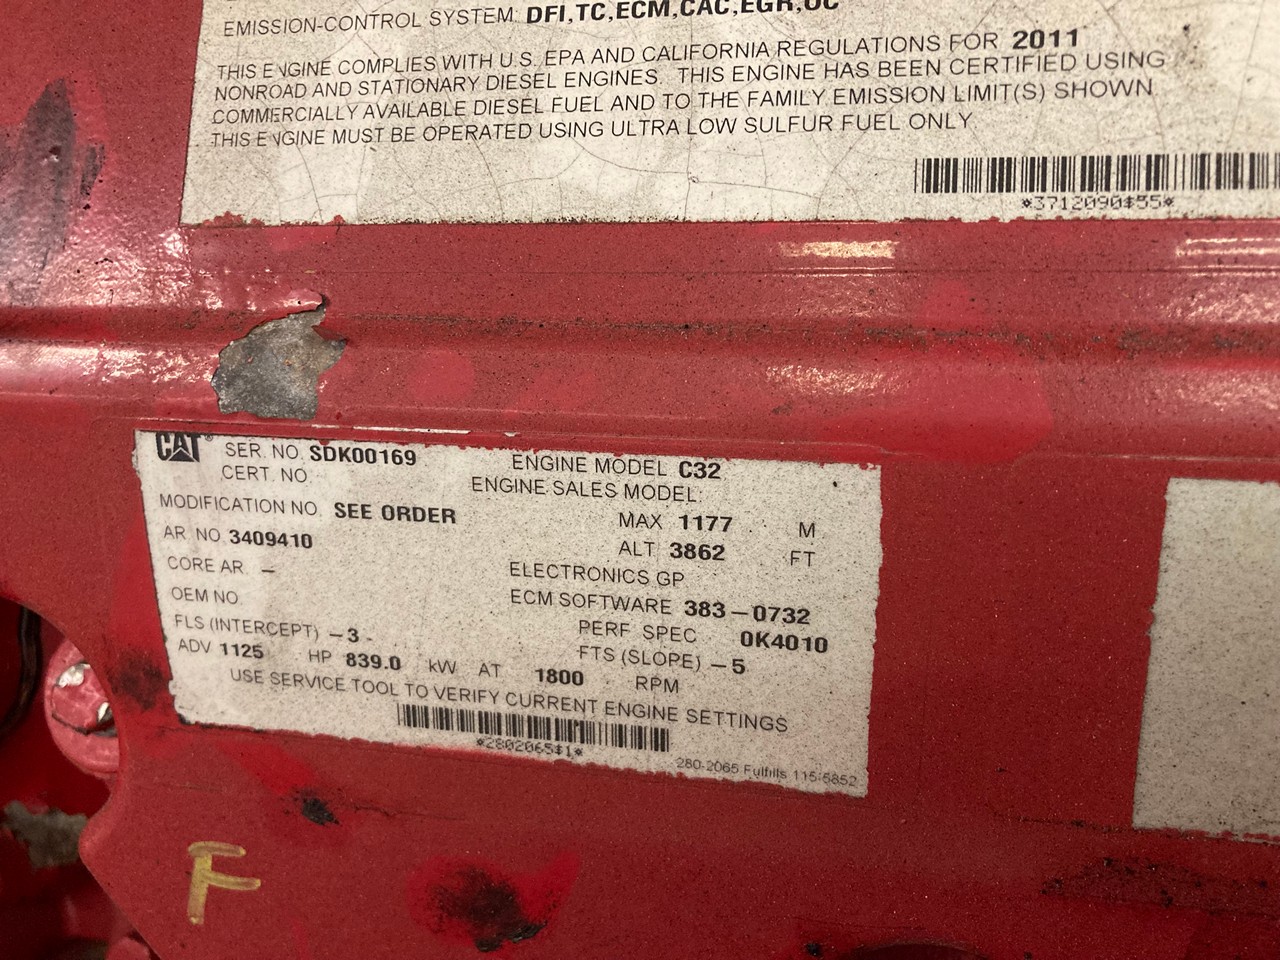 EMISSION-CONTROL SYSTEM: DFI,TC,ECM,CAC,EGR,OC
THIS ENGINE COMPLIES WITH U.S. EPA AND CALIFORNIA REGULATIONS FOR 2011
NONROAD AND STATIONARY DIESEL ENGINES. THIS ENGINE HAS BEEN CERTIFIED USING
COMMERCIALLY AVAILABLE DIESEL FUEL AND TO THE FAMILY EMISSION LIMIT(S) SHOWN
THIS ENGINE MUST BE OPERATED USING ULTRA LOW SULFUR FUEL ONLY
*3712090$55*
CAT® SER. NO. SDK00169 ENGINE MODEL C32
CERT. NO. ENGINE SALES MODEL:
MODIFICATION NO. SEE ORDER MAX 1177 M
AR NO. 3409410 ALT 3862 FT
CORE AR. – ELECTRONICS GP
OEM NO. ECM SOFTWARE 383-0732
FLS (INTERCEPT) -3 - PERF SPEC 0K4010
FTS (SLOPE) -5
ADV 1125 HP 839.0 kW AT 1800 RPM
USE SERVICE TOOL TO VERIFY CURRENT ENGINE SETTINGS
*2802065$1*
280-2065 Fulfills 115-5852
F